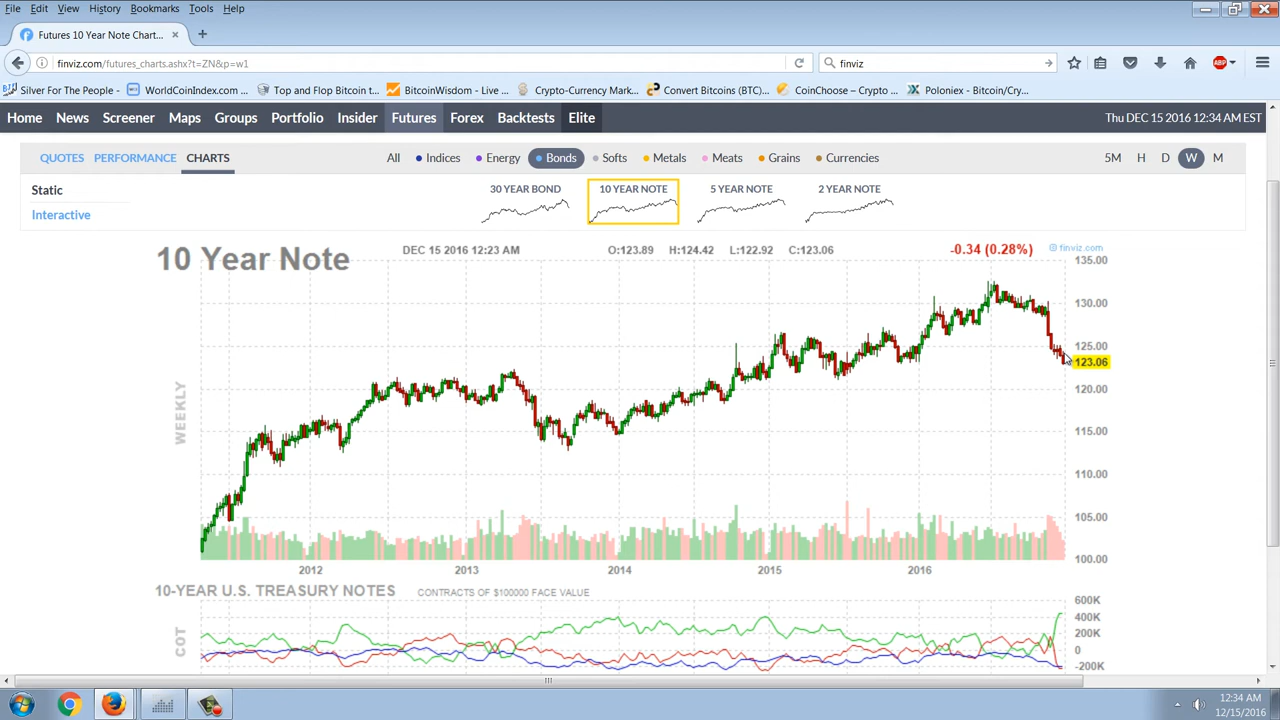 File Edit View History Bookmarks Tools Help
Futures 10 Year Note Chart...
finviz.com/futures_charts.ashx?t=ZN&p=w1
finviz
ABP
Silver For The People - WorldCoinIndex.com ... Top and Flop Bitcoin t... BitcoinWisdom - Live ... Crypto-Currency Mark... Convert Bitcoins (BTC)... CoinChoose – Crypto ... Poloniex - Bitcoin/Cry...
Home News Screener Maps Groups Portfolio Insider Futures Forex Backtests Elite Thu DEC 15 2016 12:34 AM EST
QUOTES PERFORMANCE CHARTS All Indices Energy Bonds Softs Metals Meats Grains Currencies 5M H D W M
Static 30 YEAR BOND 10 YEAR NOTE 5 YEAR NOTE 2 YEAR NOTE
Interactive
10 Year Note DEC 15 2016 12:23 AM O:123.89 H:124.42 L:122.92 C:123.06 -0.34 (0.28%) finviz.com
135.00
130.00
125.00
123.06
120.00
115.00
110.00
105.00
100.00
WEEKLY
2012 2013 2014 2015 2016
10-YEAR U.S. TREASURY NOTES CONTRACTS OF $100000 FACE VALUE
600K
400K
200K
0
-200K
COT
12:34 AM
12/15/2016